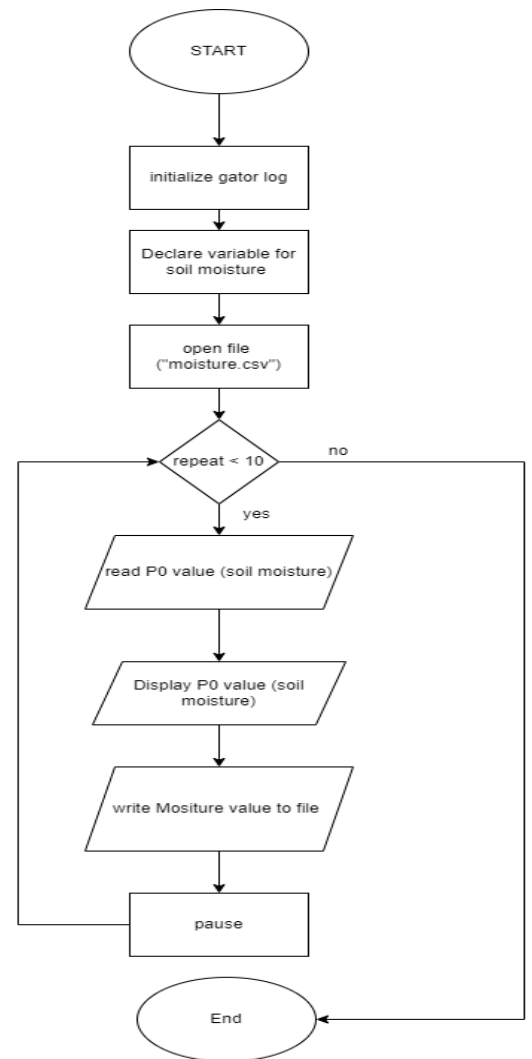 START
initialize gator log
Declare variable for
soil moisture
open file
("moisture.csv")
repeat < 10
no
yes
read P0 value (soil moisture)
Display P0 value (soil
moisture)
write Mositure value to file
pause
End